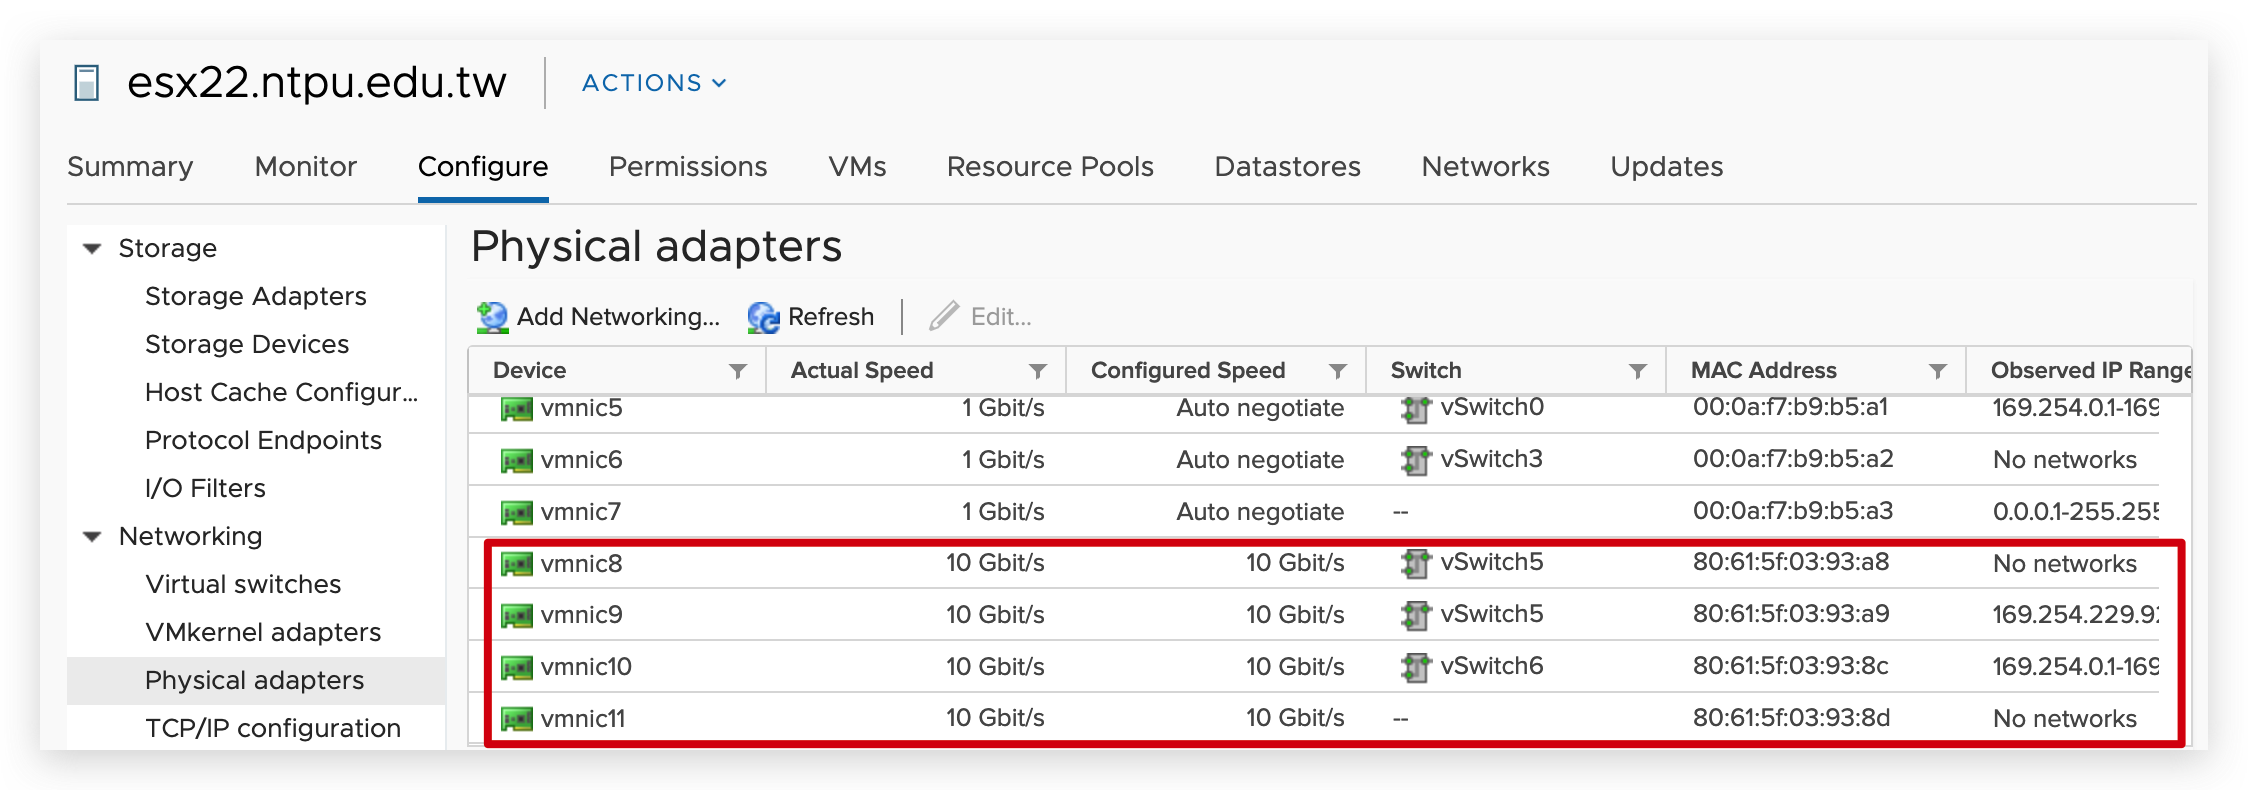 esx22.ntpu.edu.tw ACTIONS
Summary Monitor Configure Permissions VMs Resource Pools Datastores Networks Updates
Storage
Storage Adapters
Storage Devices
Host Cache Configur...
Protocol Endpoints
I/O Filters
Networking
Virtual switches
VMkernel adapters
Physical adapters
TCP/IP configuration
Physical adapters
Add Networking... Refresh Edit...
Device Actual Speed Configured Speed Switch MAC Address Observed IP Range
vmnic5 1 Gbit/s Auto negotiate vSwitch0 00:0a:f7:b9:b5:a1 169.254.0.1-169
vmnic6 1 Gbit/s Auto negotiate vSwitch3 00:0a:f7:b9:b5:a2 No networks
vmnic7 1 Gbit/s Auto negotiate -- 00:0a:f7:b9:b5:a3 0.0.0.1-255.255
vmnic8 10 Gbit/s 10 Gbit/s vSwitch5 80:61:5f:03:93:a8 No networks
vmnic9 10 Gbit/s 10 Gbit/s vSwitch5 80:61:5f:03:93:a9 169.254.229.92
vmnic10 10 Gbit/s 10 Gbit/s vSwitch6 80:61:5f:03:93:8c 169.254.0.1-169
vmnic11 10 Gbit/s 10 Gbit/s -- 80:61:5f:03:93:8d No networks